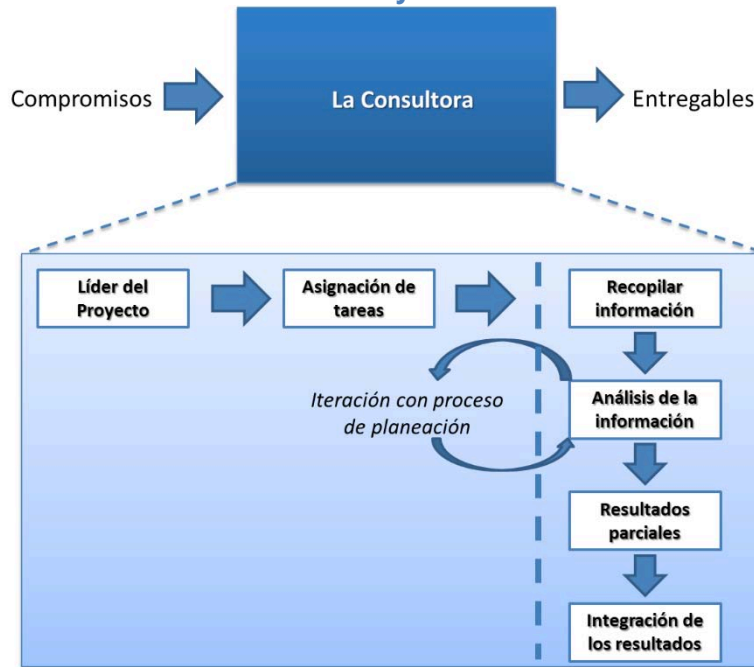 La Consultora
Compromisos
Entregables
Líder del
Proyecto
Asignación de
tareas
Recopilar
información
Iteración con proceso
de planeación
Análisis de la
información
Resultados
parciales
Integración de
los resultados